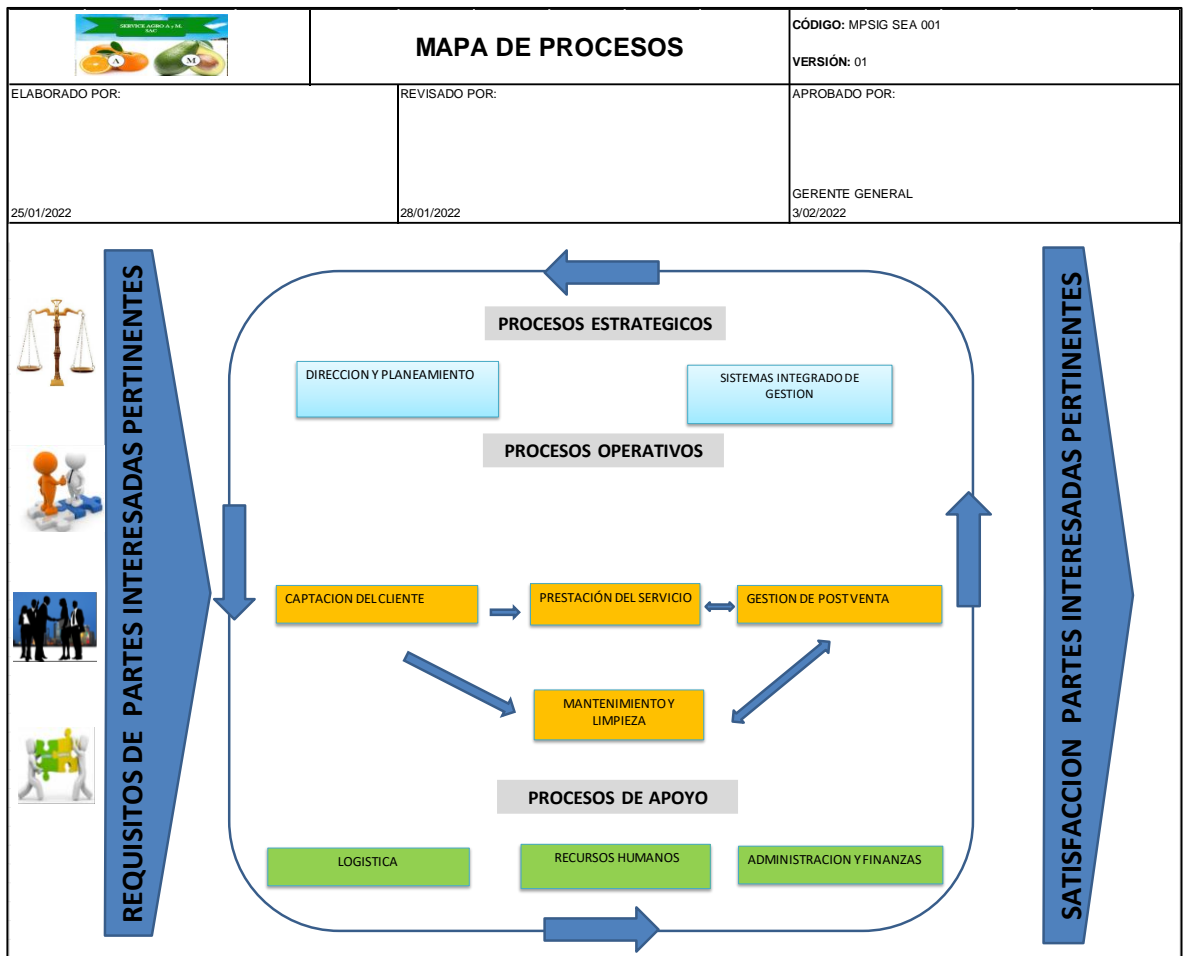 SERVICE AGRO A y M.
SAC
A
M
MAPA DE PROCESOS
CÓDIGO: MPSIG SEA 001
VERSIÓN: 01
ELABORADO POR:
25/01/2022
REVISADO POR:
28/01/2022
APROBADO POR:
GERENTE GENERAL
3/02/2022
REQUISITOS DE PARTES INTERESADAS PERTINENTES
PROCESOS ESTRATEGICOS
DIRECCION Y PLANEAMIENTO
SISTEMAS INTEGRADO DE
GESTION
PROCESOS OPERATIVOS
CAPTACION DEL CLIENTE
PRESTACIÓN DEL SERVICIO
GESTION DE POST VENTA
MANTENIMIENTO Y
LIMPIEZA
PROCESOS DE APOYO
LOGISTICA
RECURSOS HUMANOS
ADMINISTRACION Y FINANZAS
SATISFACCION PARTES INTERESADAS PERTINENTES